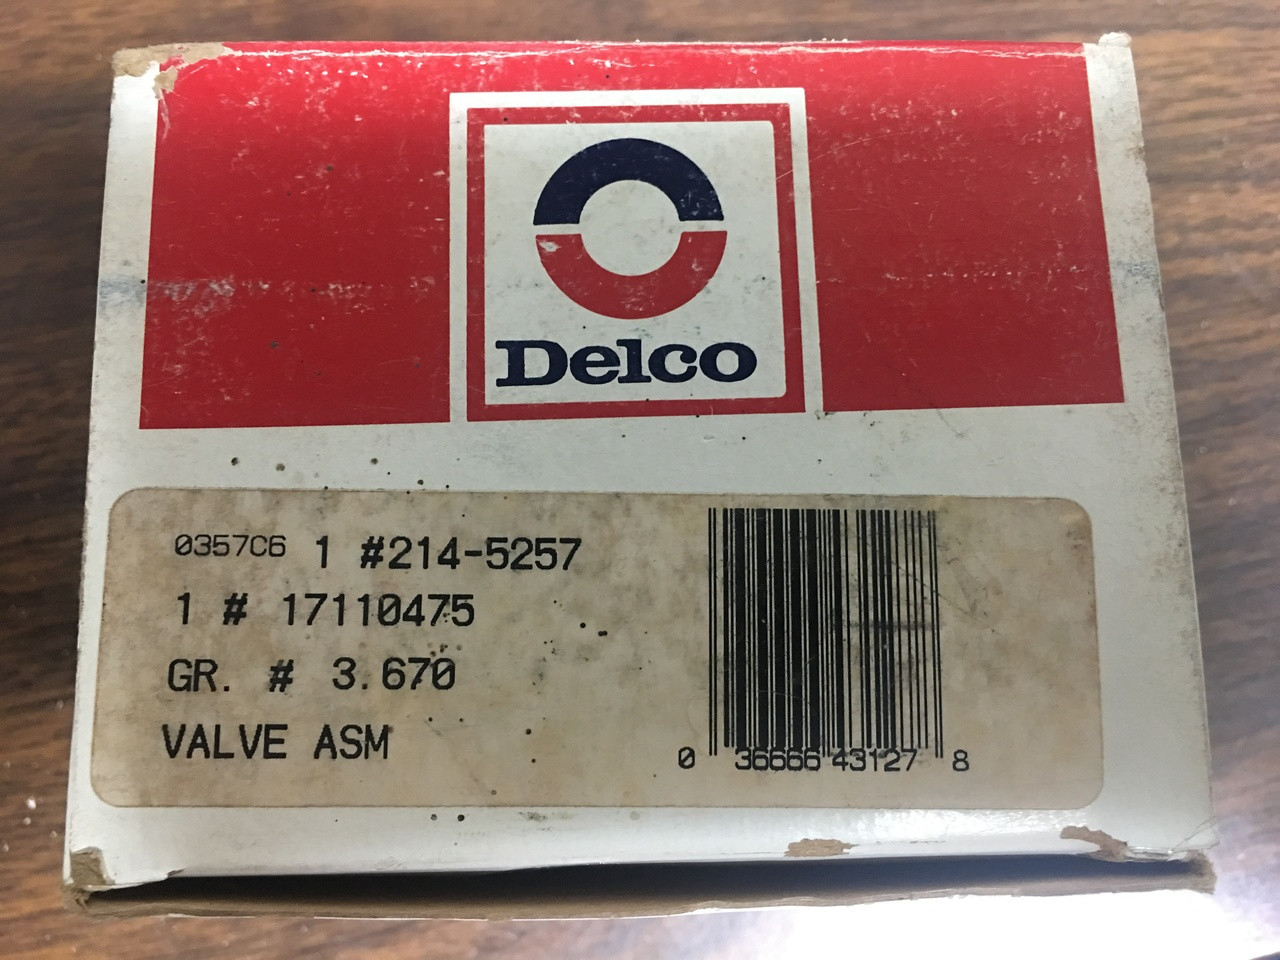 Delco
0357C6 1 #214-5257
1 # 17110475
GR. # 3.670
VALVE ASM
0 36666 43127 8